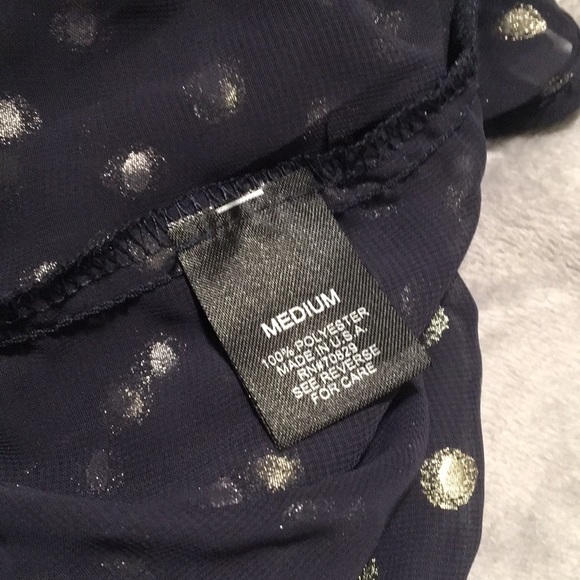 MEDIUM
100% POLYESTER
MADE IN U.S.A.
RN#70829
SEE REVERSE
FOR CARE